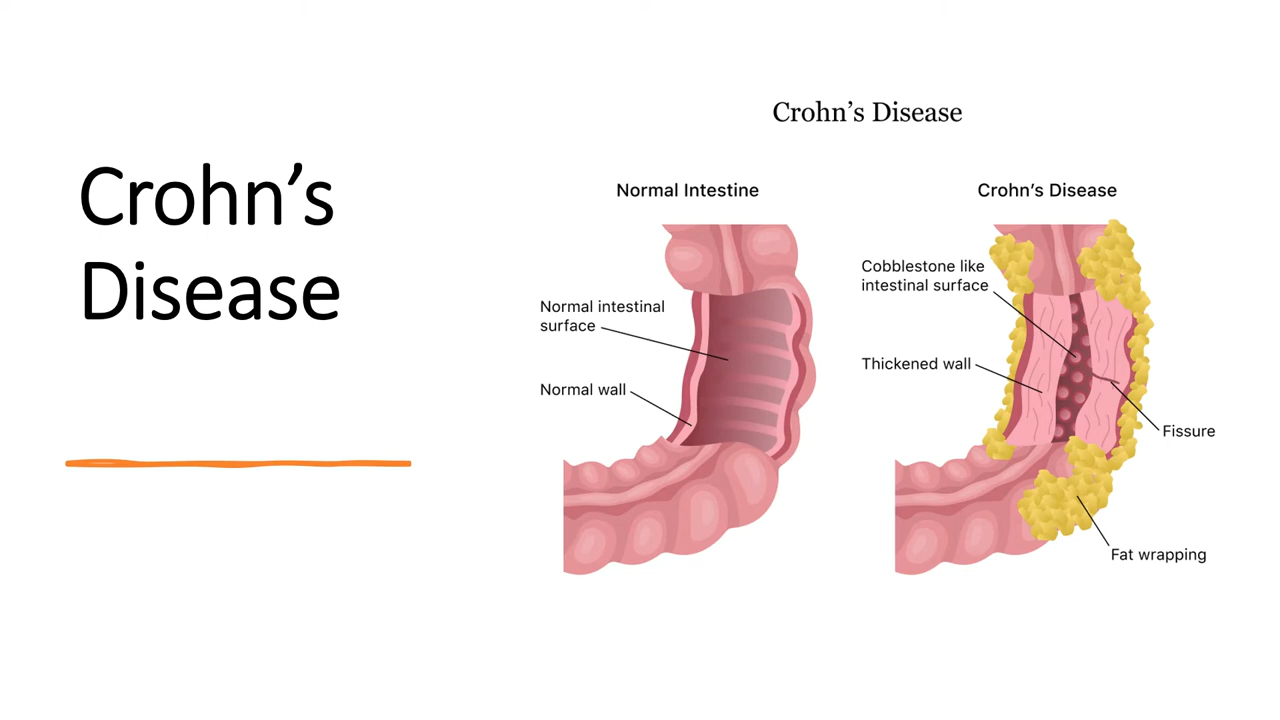 Crohn’s
Disease
Crohn’s Disease
Normal Intestine
Normal intestinal
surface
Normal wall
Crohn’s Disease
Cobblestone like
intestinal surface
Thickened wall
Fissure
Fat wrapping